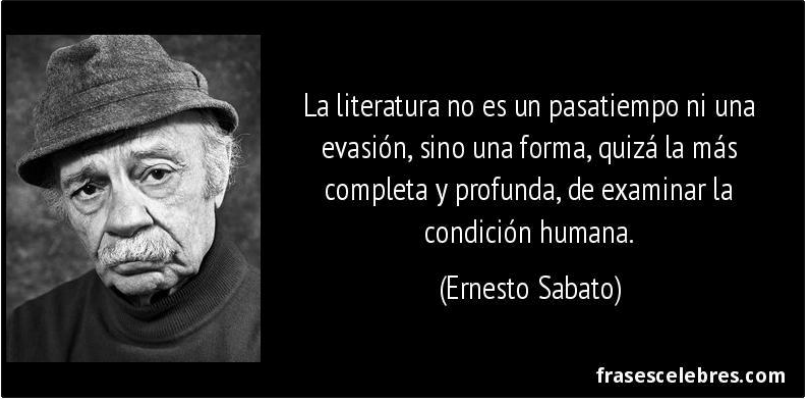 La literatura no es un pasatiempo ni una
evasión, sino una forma, quizá la más
completa y profunda, de examinar la
condición humana.
(Ernesto Sabato)
frasescelebres.com